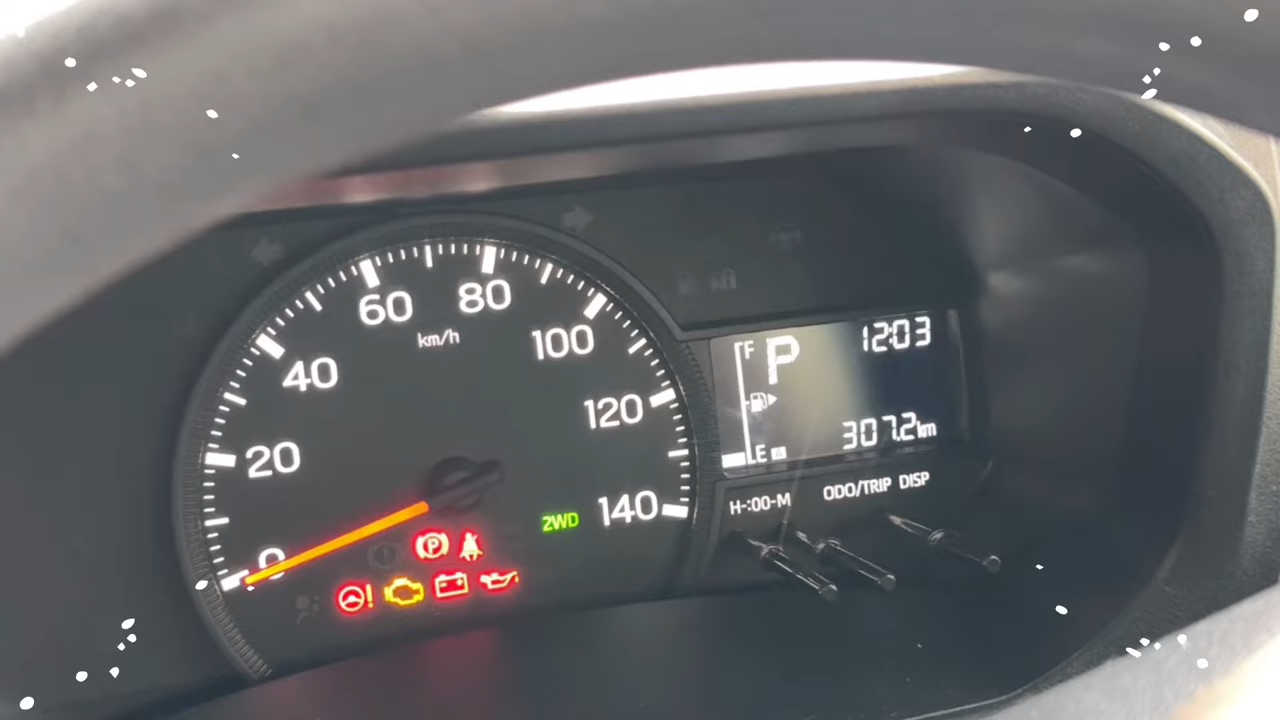 0
20
40
60
80
100
120
140
km/h
2WD
P
F
P
12:03
E A
307.2km
H-:00-M
ODO/TRIP DISP